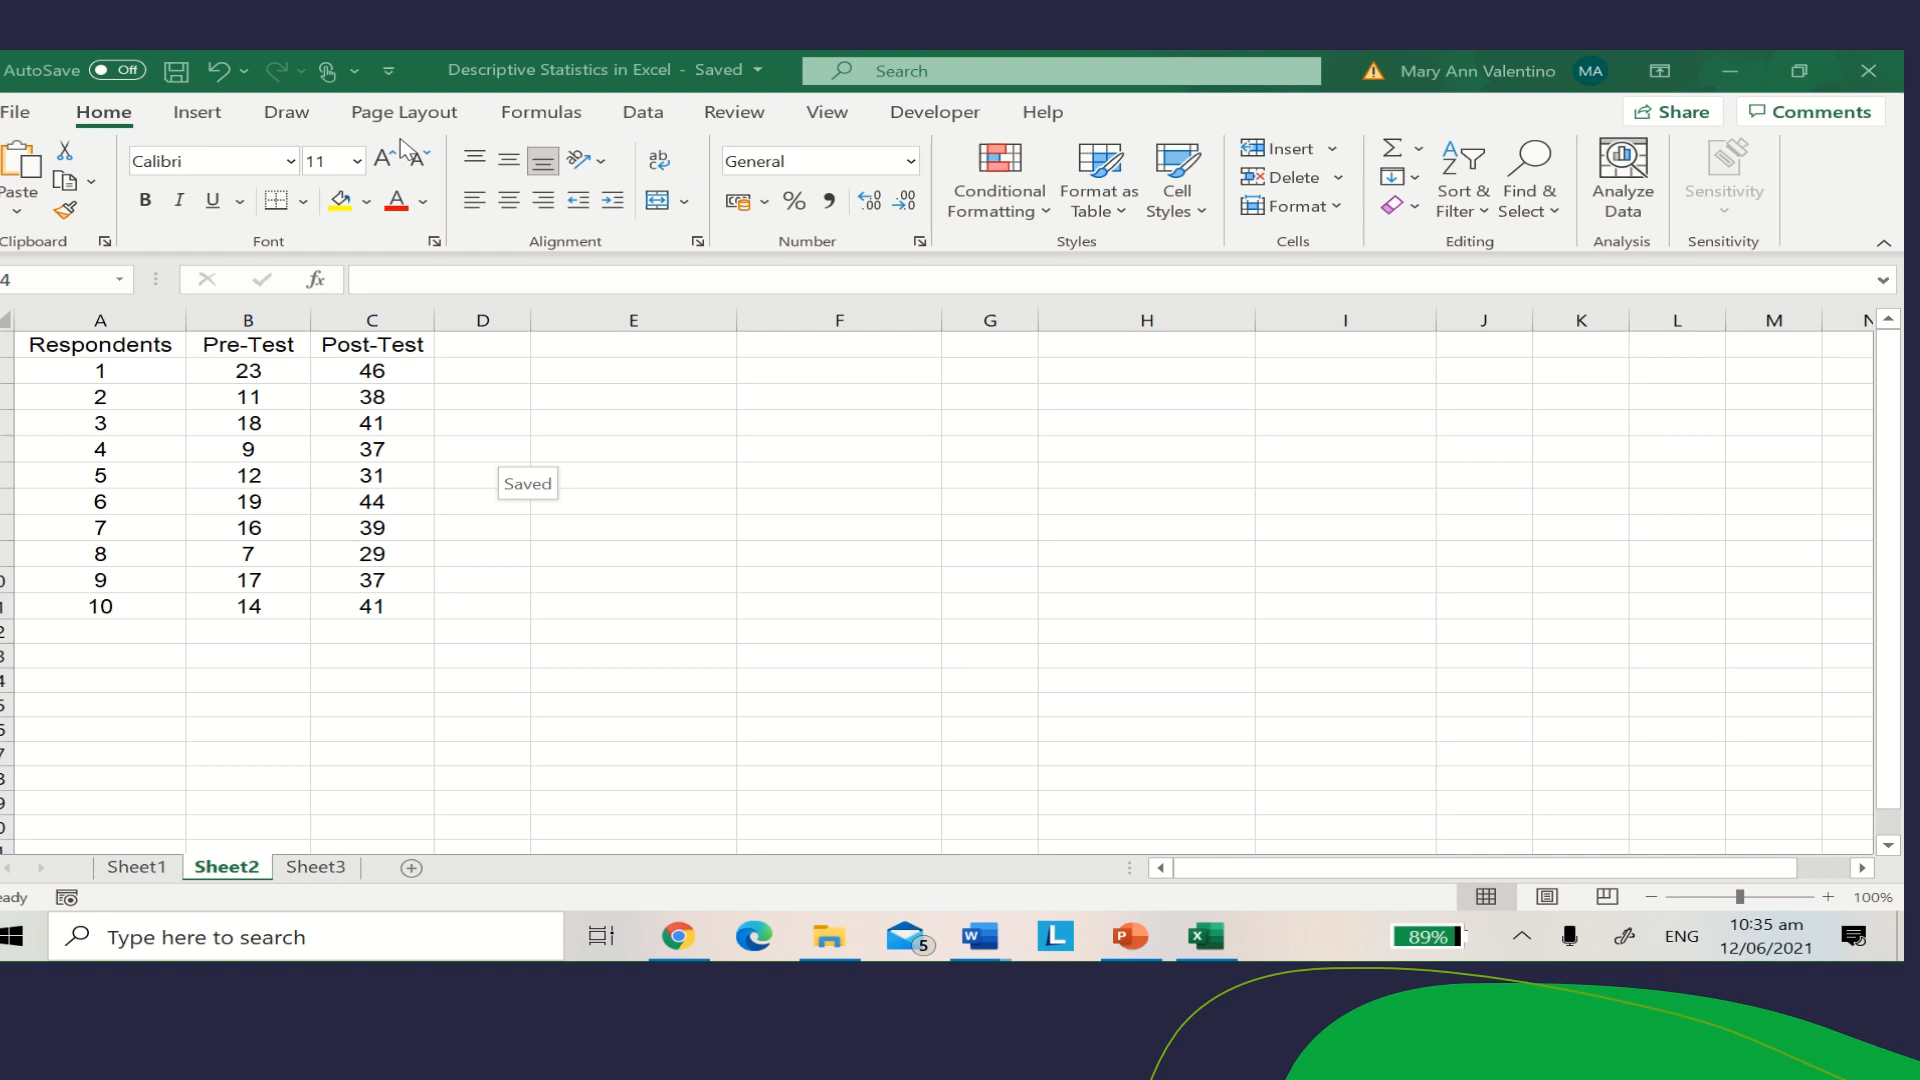 AutoSave Off Descriptive Statistics in Excel - Saved Search Mary Ann Valentino MA
File Home Insert Draw Page Layout Formulas Data Review View Developer Help Share Comments
Paste Calibri 11 General Conditional Formatting Format as Table Cell Styles Insert Delete Format Sort & Filter Find & Select Analyze Data Sensitivity
Clipboard Font Alignment Number Styles Cells Editing Analysis Sensitivity
4 fx
A B C D E F G H I J K L M N
Respondents Pre-Test Post-Test
1 23 46
2 11 38
3 18 41
4 9 37
5 12 31
6 19 44
7 16 39
8 7 29
9 17 37
10 14 41
Saved
Sheet1 Sheet2 Sheet3
eady 100%
Type here to search 5 89% ENG 10:35 am
12/06/2021